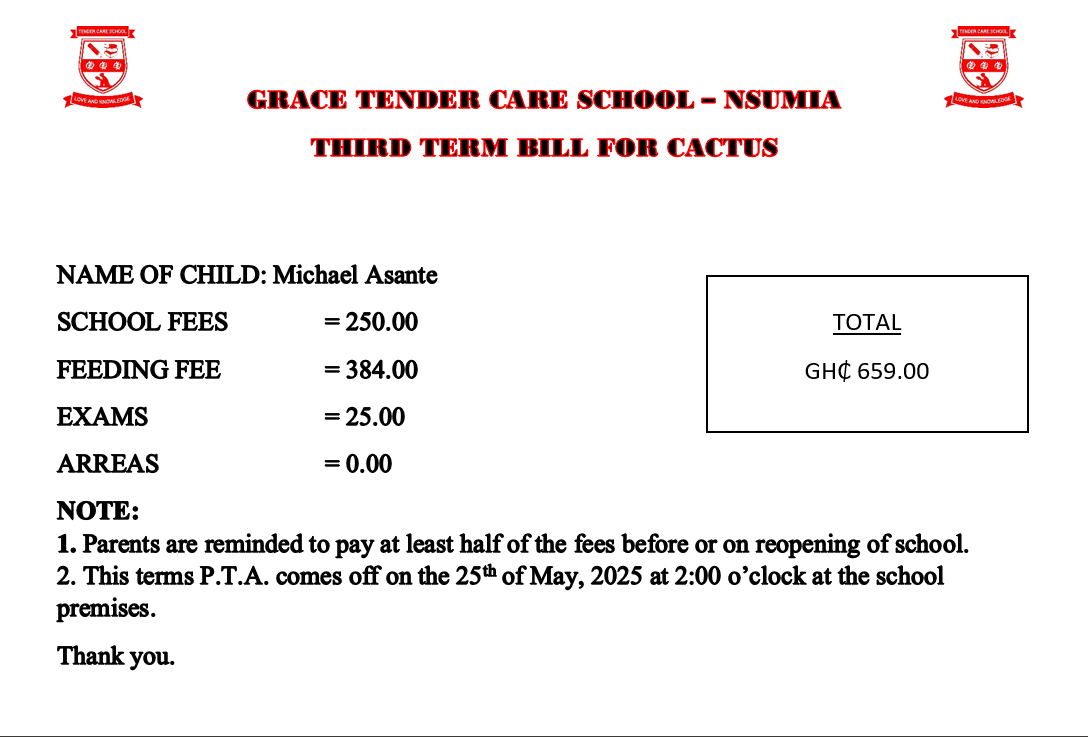 TENDER CARE SCHOOL
LOVE AND KNOWLEDGE
TENDER CARE SCHOOL
LOVE AND KNOWLEDGE
GRACE TENDER CARE SCHOOL – NSUMIA
THIRD TERM BILL FOR CACTUS
NAME OF CHILD: Michael Asante
SCHOOL FEES = 250.00
FEEDING FEE = 384.00
EXAMS = 25.00
ARREAS = 0.00
TOTAL
GH₵ 659.00
NOTE:
1. Parents are reminded to pay at least half of the fees before or on reopening of school.
2. This terms P.T.A. comes off on the 25th of May, 2025 at 2:00 o’clock at the school
premises.
Thank you.